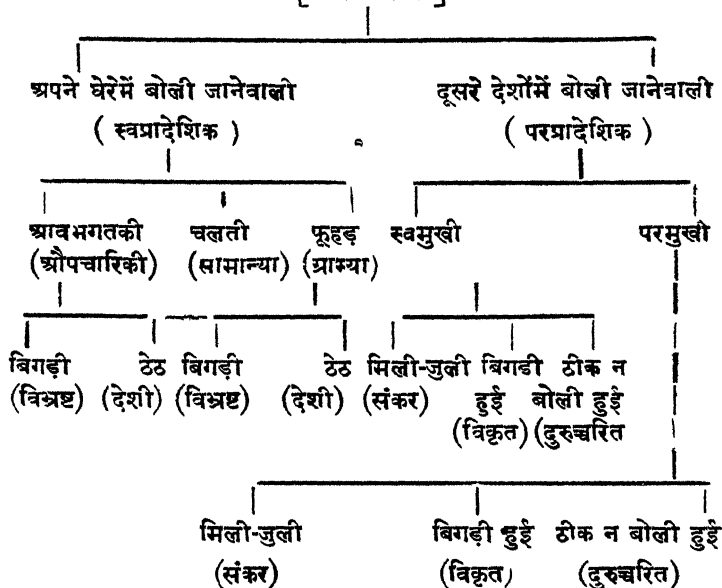 अपने घेरेमें बोली जानेवाली दूसरे देशोंमें बोली जानेवाली
( स्वप्रादेशिक ) ( परप्रादेशिक )
आवभगतकी चलती फूहड़ स्वमुखी परमुखी
(औपचारिकी) (सामान्या) (ग्राम्या)
बिगड़ी ठेठ बिगड़ी ठेठ मिली-जुली बिगडी ठीक न
(विभ्रष्ट) (देशी) (विभ्रष्ट) (देशी) (संकर) हुई बोली हुई
(विकृत) (दुरुच्चरित
मिली-जुली बिगड़ी हुई ठीक न बोली हुई
(संकर) (विकृत) (दुरुच्चरित)